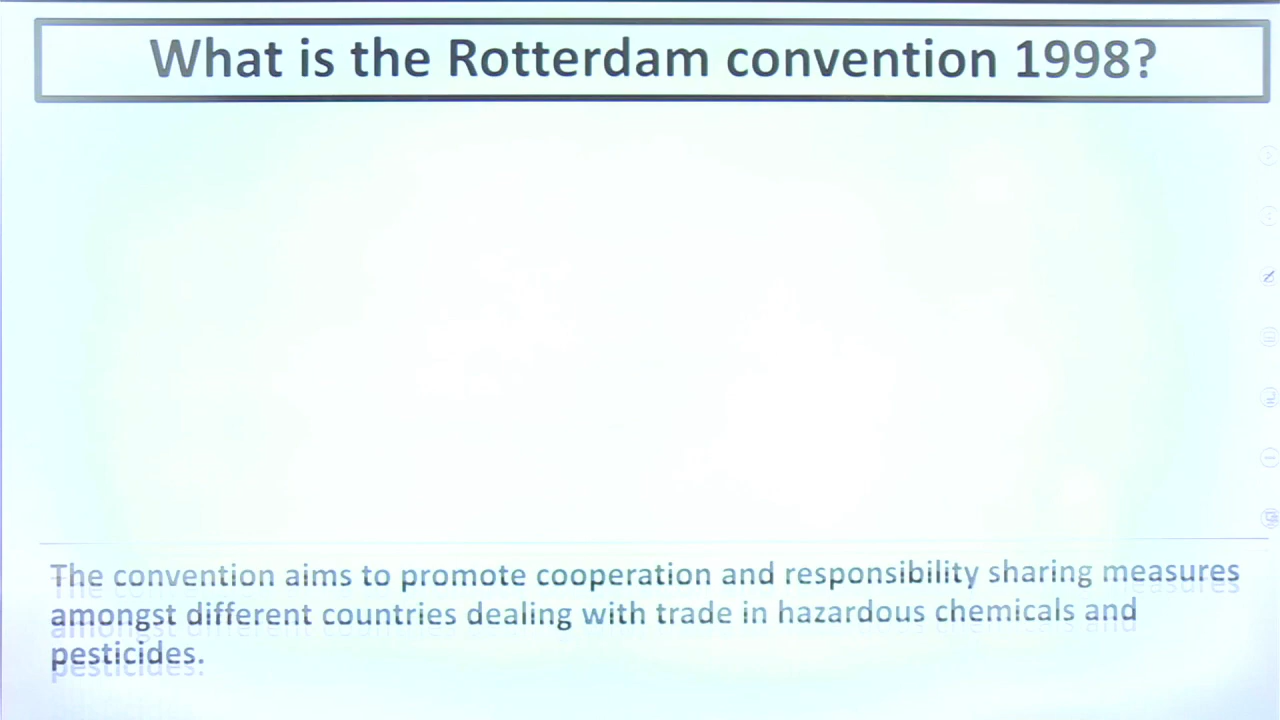 What is the Rotterdam convention 1998?
The convention aims to promote cooperation and responsibility sharing measures
amongst different countries dealing with trade in hazardous chemicals and
pesticides.